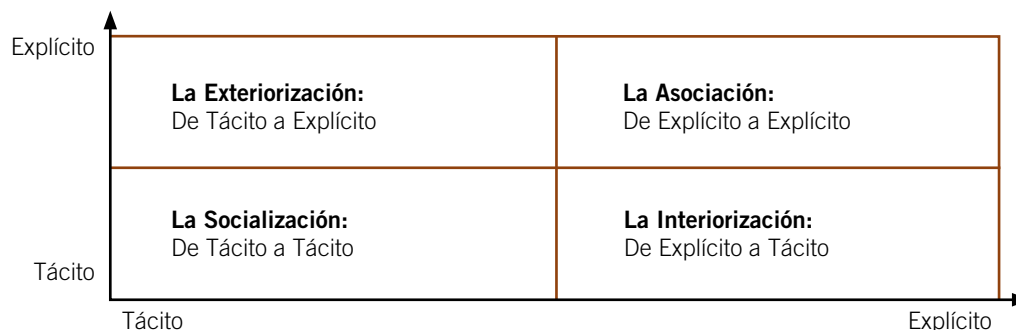 Explícito
La Exteriorización:
De Tácito a Explícito
La Asociación:
De Explícito a Explícito
La Socialización:
De Tácito a Tácito
La Interiorización:
De Explícito a Tácito
Tácito
Tácito
Explícito